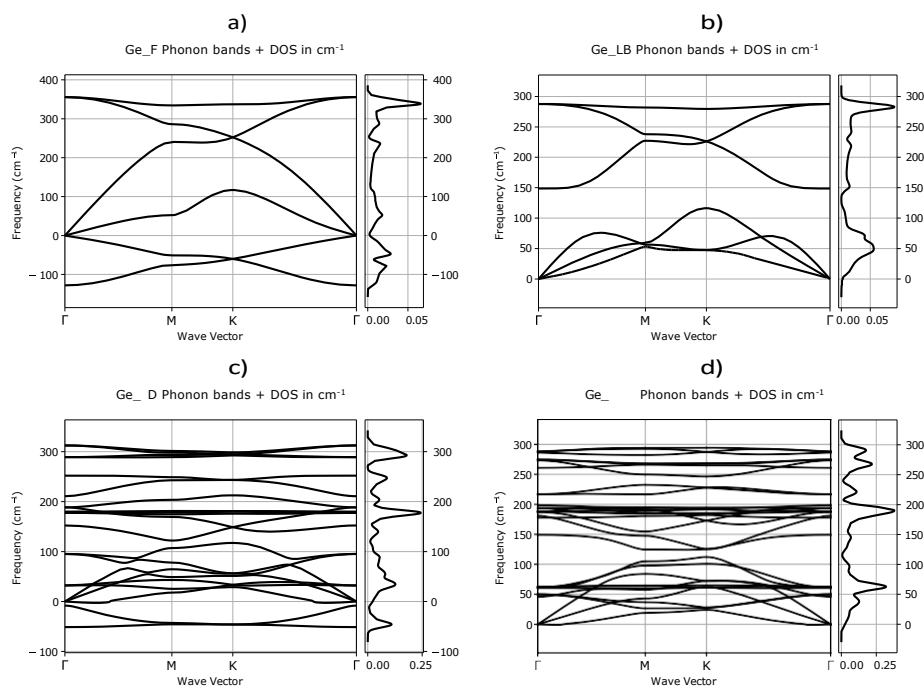 a)
Ge_F Phonon bands + DOS in cm⁻¹
400
300
200
100
0
−100
Frequency (cm⁻¹)
Γ
M
K
Γ
Wave Vector
400
300
200
100
0
−100
0.00 0.05
b)
Ge_LB Phonon bands + DOS in cm⁻¹
300
250
200
150
100
50
0
Frequency (cm⁻¹)
Γ
M
K
Γ
Wave Vector
300
250
200
150
100
50
0
0.00 0.05
c)
Ge_ D Phonon bands + DOS in cm⁻¹
300
200
100
0
−100
Frequency (cm⁻¹)
Γ
M
K
Γ
Wave Vector
300
200
100
0
−100
0.00 0.25
d)
Ge_ Phonon bands + DOS in cm⁻¹
300
250
200
150
100
50
0
Frequency (cm⁻¹)
Γ
M
K
Γ
Wave Vector
300
250
200
150
100
50
0
0.00 0.25